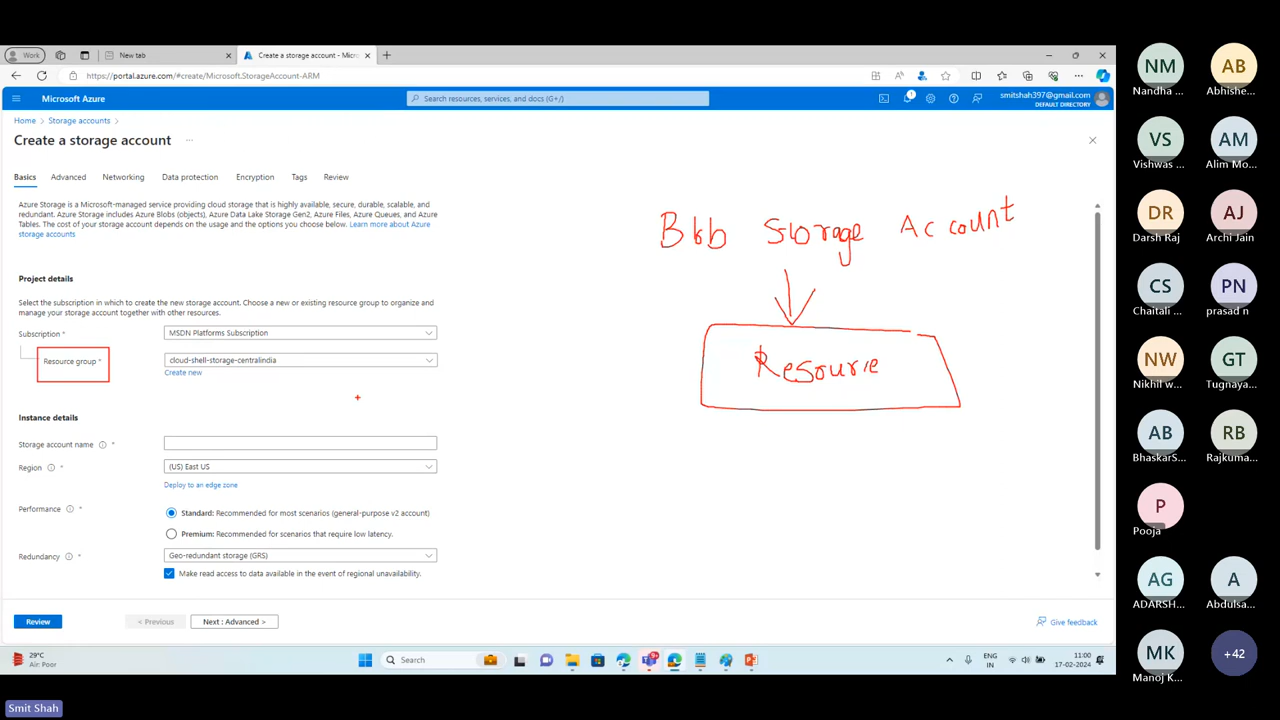 Work
New tab
Create a storage account - Micro
https://portal.azure.com/#create/Microsoft.StorageAccount-ARM
Microsoft Azure
Search resources, services, and docs (G+/)
1
smitshah397@gmail.com
DEFAULT DIRECTORY
Home > Storage accounts >
Create a storage account
Basics Advanced Networking Data protection Encryption Tags Review
Azure Storage is a Microsoft-managed service providing cloud storage that is highly available, secure, durable, scalable, and
redundant. Azure Storage includes Azure Blobs (objects), Azure Data Lake Storage Gen2, Azure Files, Azure Queues, and Azure
Tables. The cost of your storage account depends on the usage and the options you choose below. Learn more about Azure
storage accounts
Project details
Select the subscription in which to create the new storage account. Choose a new or existing resource group to organize and
manage your storage account together with other resources.
Subscription *
MSDN Platforms Subscription
Resource group *
cloud-shell-storage-centralindia
Create new
Instance details
Storage account name *
Region *
(US) East US
Deploy to an edge zone
Performance *
Standard: Recommended for most scenarios (general-purpose v2 account)
Premium: Recommended for scenarios that require low latency.
Redundancy *
Geo-redundant storage (GRS)
Make read access to data available in the event of regional unavailability.
Review
< Previous
Next : Advanced >
Give feedback
Blob Storage Account
Resource
29°C
Air: Poor
Search
ENG
IN
11:00
17-02-2024
Smit Shah
NM
Nandha ...
AB
Abhishe...
VS
Vishwas ...
AM
Alim Mo...
DR
Darsh Raj
AJ
Archi Jain
CS
Chaitali ...
PN
prasad n
NW
Nikhil w...
GT
Tugnaya...
AB
BhaskarS...
RB
Rajkuma...
P
Pooja
AG
ADARSH...
A
Abdulsa...
MK
Manoj K...
+42